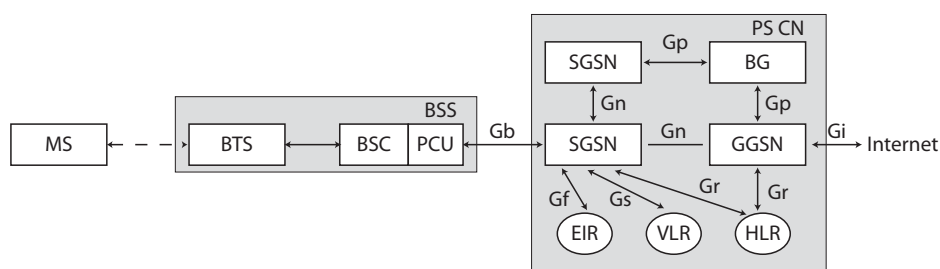 PS CN
SGSN
Gp
BG
Gn
Gp
BSS
MS
BTS
BSC
PCU
Gb
SGSN
Gn
GGSN
Gi
Internet
Gf
Gs
Gr
Gr
EIR
VLR
HLR